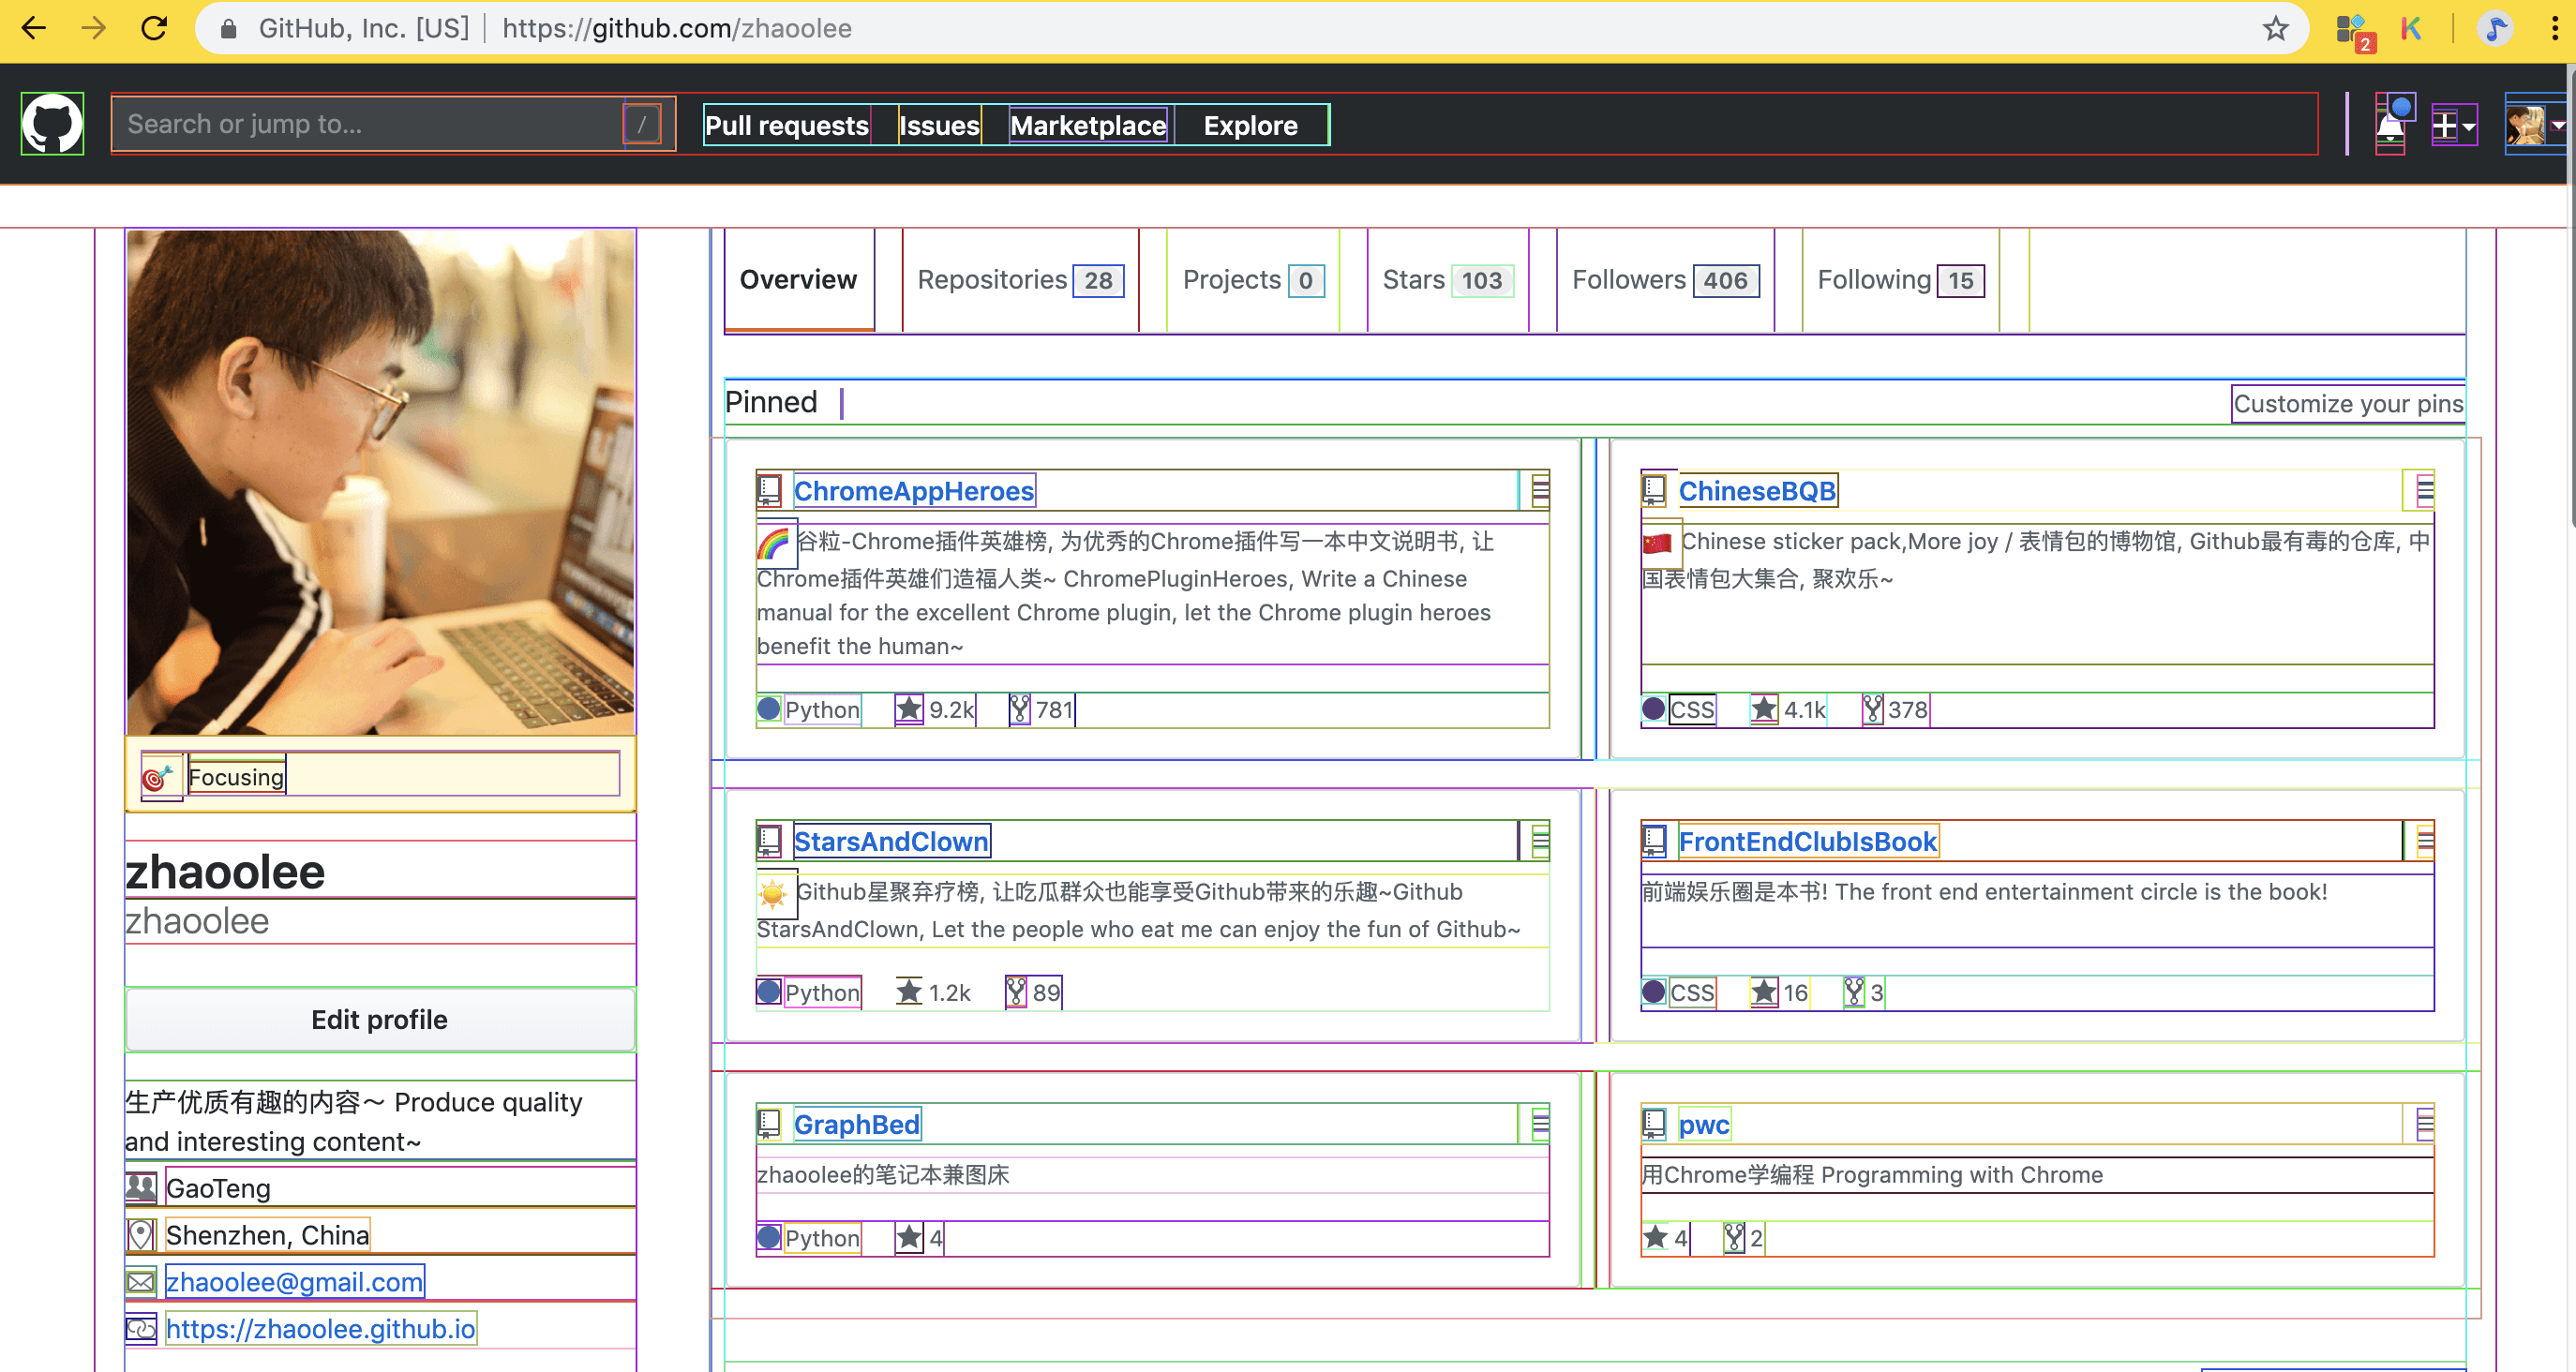 GitHub, Inc. [US] | https://github.com/zhaoolee
2
Search or jump to... /
Pull requests Issues Marketplace Explore
Overview Repositories 28 Projects 0 Stars 103 Followers 406 Following 15
Pinned
Customize your pins
ChromeAppHeroes
🌈谷粒-Chrome插件英雄榜, 为优秀的Chrome插件写一本中文说明书, 让
Chrome插件英雄们造福人类~ ChromePluginHeroes, Write a Chinese
manual for the excellent Chrome plugin, let the Chrome plugin heroes
benefit the human~
Python 9.2k 781
ChineseBQB
🇨🇳Chinese sticker pack,More joy / 表情包的博物馆, Github最有毒的仓库, 中
国表情包大集合, 聚欢乐~
CSS 4.1k 378
StarsAndClown
☀️Github星聚弃疗榜, 让吃瓜群众也能享受Github带来的乐趣~Github
StarsAndClown, Let the people who eat me can enjoy the fun of Github~
Python 1.2k 89
FrontEndClubIsBook
前端娱乐圈是本书! The front end entertainment circle is the book!
CSS 16 3
GraphBed
zhaoolee的笔记本兼图床
Python 4
pwc
用Chrome学编程 Programming with Chrome
4 2
🎯 Focusing
zhaoolee
zhaoolee
Edit profile
生产优质有趣的内容～ Produce quality
and interesting content~
GaoTeng
Shenzhen, China
zhaoolee@gmail.com
https://zhaoolee.github.io